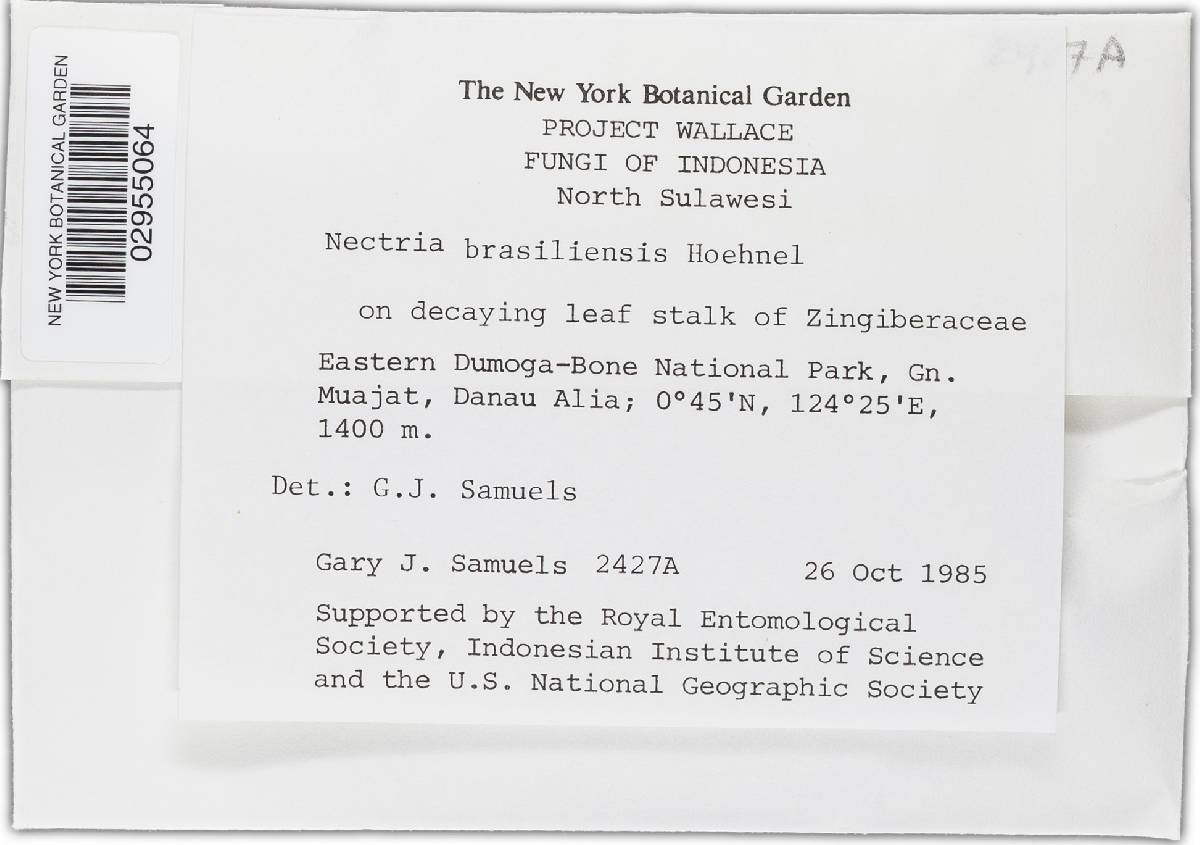 NEW YORK BOTANICAL GARDEN
02955064
7A
The New York Botanical Garden
PROJECT WALLACE
FUNGI OF INDONESIA
North Sulawesi
Nectria brasiliensis Hoehnel
on decaying leaf stalk of Zingiberaceae
Eastern Dumoga-Bone National Park, Gn.
Muajat, Danau Alia; 0°45'N, 124°25'E,
1400 m.
Det.: G.J. Samuels
Gary J. Samuels 2427A 26 Oct 1985
Supported by the Royal Entomological
Society, Indonesian Institute of Science
and the U.S. National Geographic Society